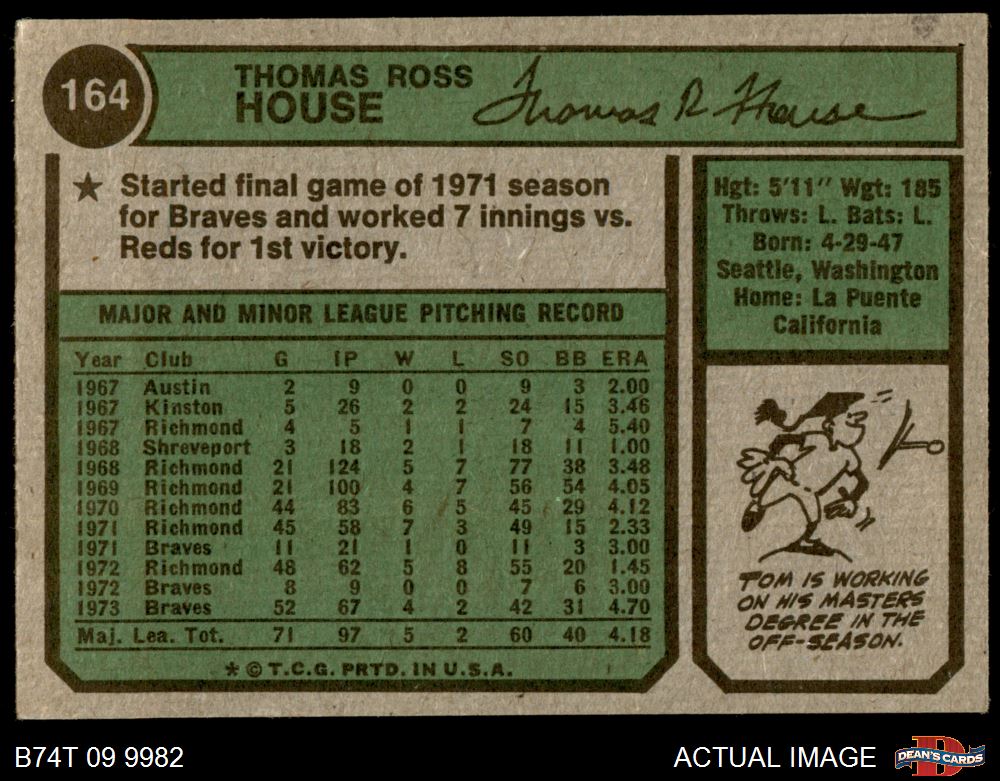 164
THOMAS ROSS
HOUSE
Thomas R House
★ Started final game of 1971 season
for Braves and worked 7 innings vs.
Reds for 1st victory.
Hgt: 5'11" Wgt: 185
Throws: L. Bats: L.
Born: 4-29-47
Seattle, Washington
Home: La Puente
California
MAJOR AND MINOR LEAGUE PITCHING RECORD
Year Club G IP W L SO BB ERA
1967 Austin 2 9 0 0 9 3 2.00
1967 Kinston 5 26 2 2 24 15 3.46
1967 Richmond 4 5 1 1 7 4 5.40
1968 Shreveport 3 18 2 1 18 11 1.00
1968 Richmond 21 124 5 7 77 38 3.48
1969 Richmond 21 100 4 7 56 54 4.05
1970 Richmond 44 83 6 5 45 29 4.12
1971 Richmond 45 58 7 3 49 15 2.33
1971 Braves 11 21 1 0 11 3 3.00
1972 Richmond 48 62 5 8 55 20 1.45
1972 Braves 8 9 0 0 7 6 3.00
1973 Braves 52 67 4 2 42 31 4.70
Maj. Lea. Tot. 71 97 5 2 60 40 4.18
* © T.C.G. PRTD. IN U.S.A.
TOM IS WORKING
ON HIS MASTERS
DEGREE IN THE
OFF-SEASON.
B74T 09 9982
ACTUAL IMAGE
D
DEAN'S CARDS